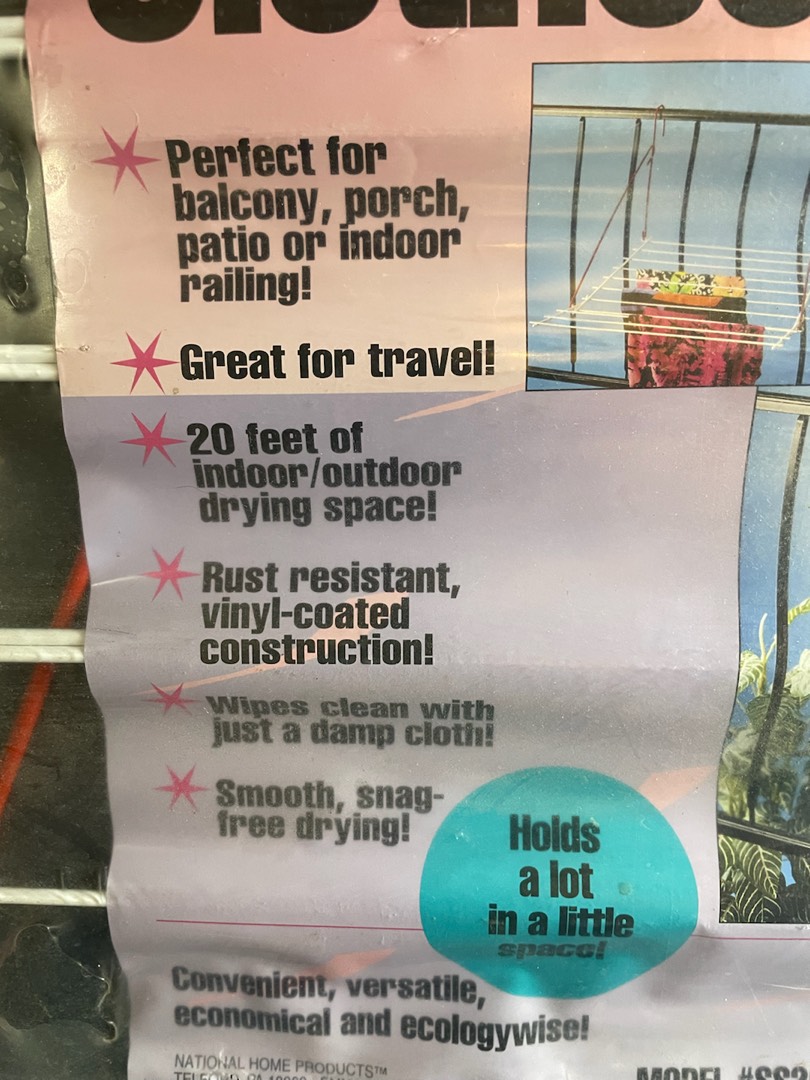 Perfect for
balcony, porch,
patio or indoor
railing!
Great for travel!
20 feet of
indoor/outdoor
drying space!
Rust resistant,
vinyl-coated
construction!
Wipes clean with
just a damp cloth!
Smooth, snag-
free drying!
Holds
a lot
in a little
space!
Convenient, versatile,
economical and ecologywise!
NATIONAL HOME PRODUCTS™
MODEL